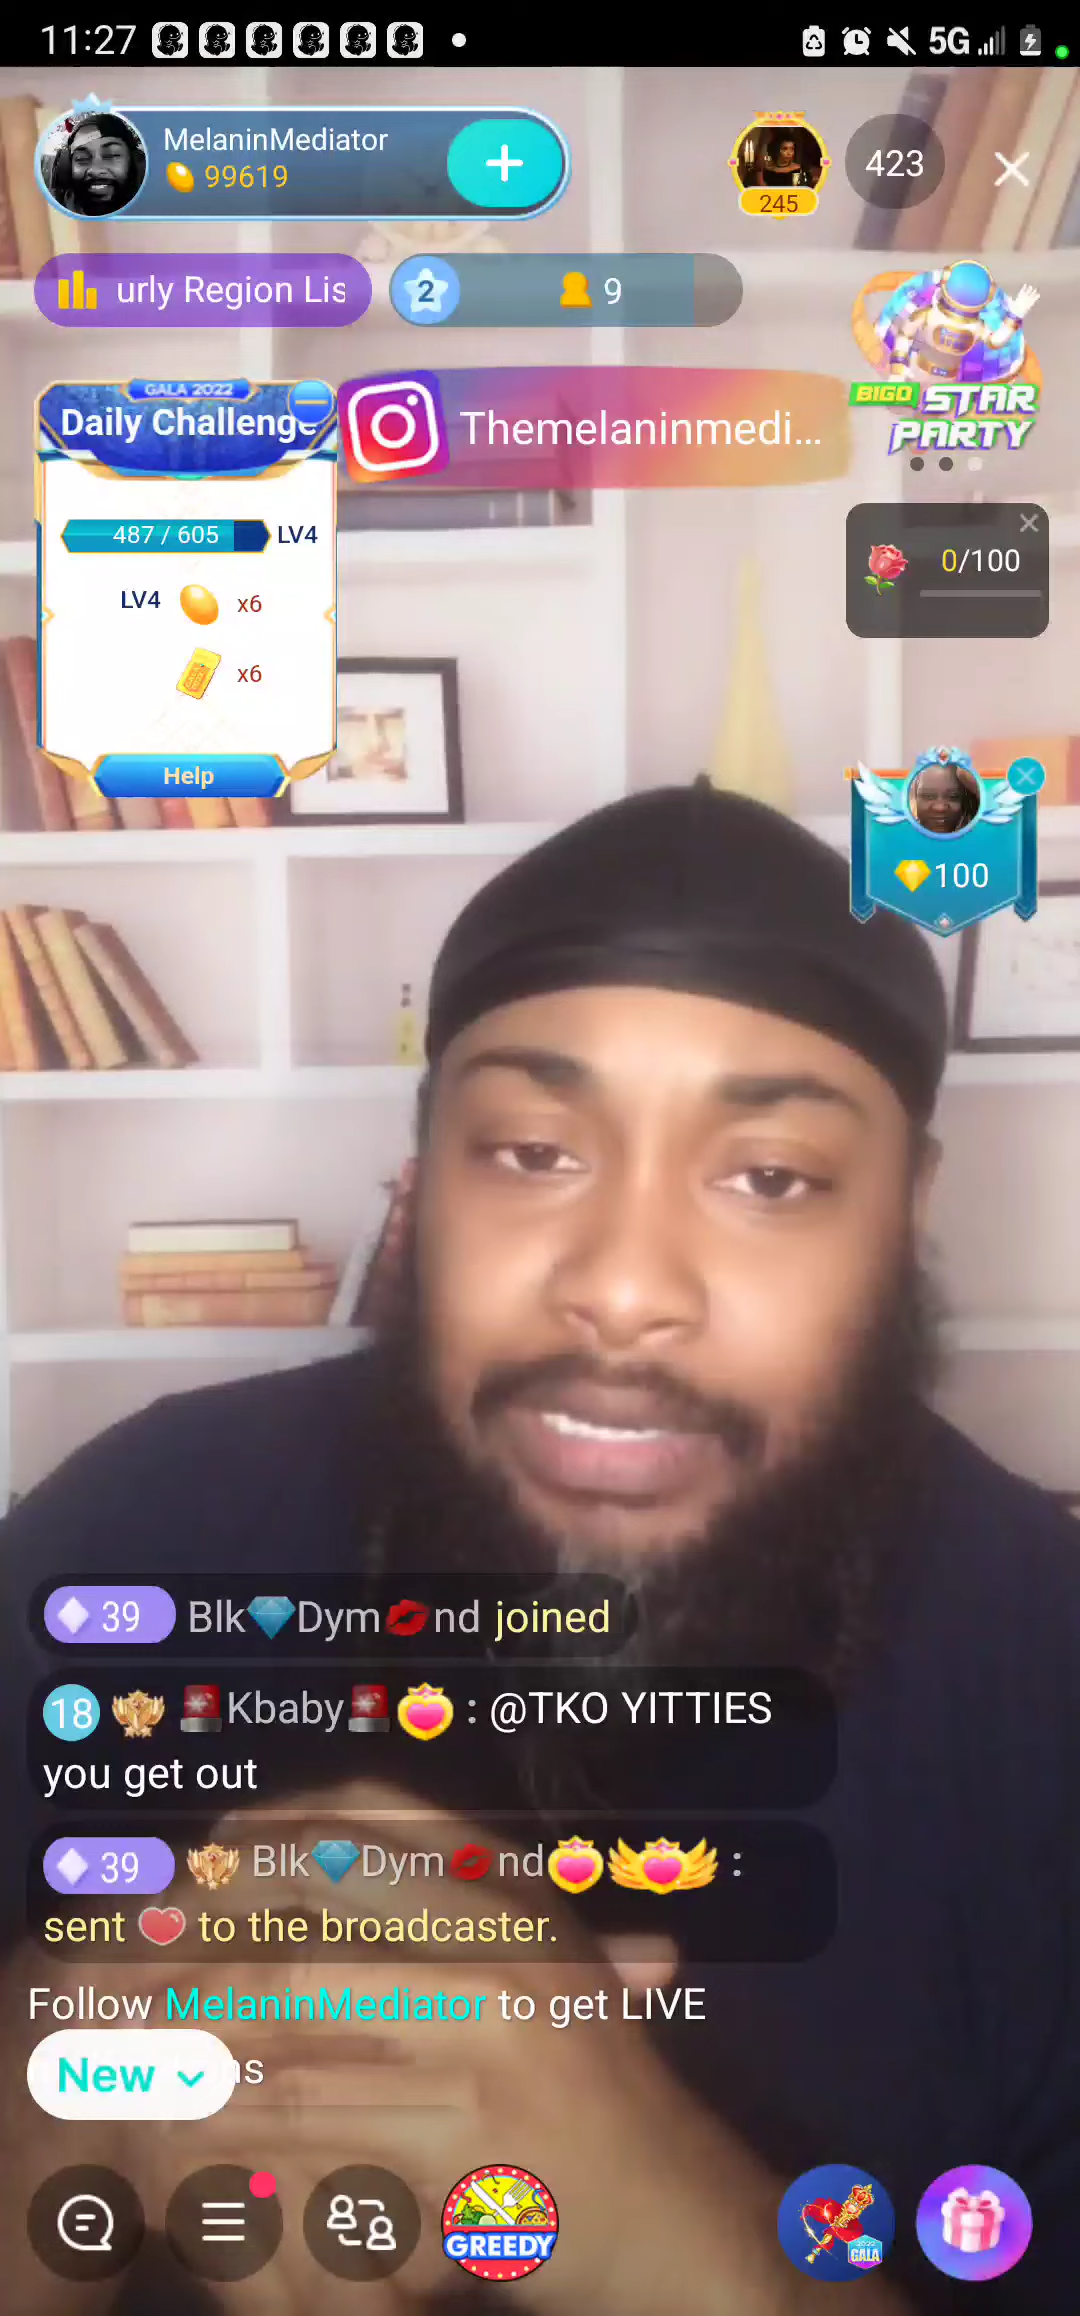 11:27
5G
MelaninMediator
99619
245
423
urly Region Lis
2
9
BIGO STAR PARTY
GALA 2022
Daily Challenge
Themelaninmedi...
487 / 605 LV4
LV4 x6
x6
Help
0/100
100
39 Blk Dym nd joined
18 Kbaby : @TKO YITTIES
you get out
39 Blk Dym nd :
sent to the broadcaster.
Follow MelaninMediator to get LIVE
New
GREEDY
2022 GALA